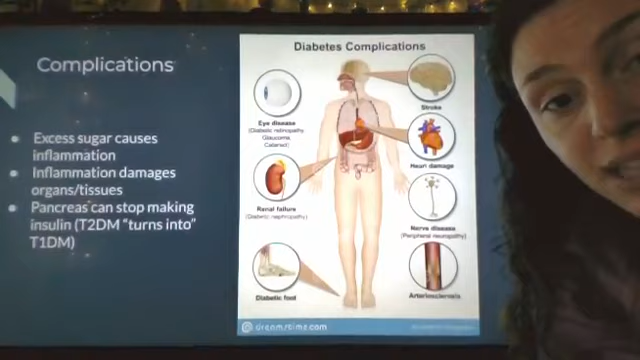 Complications
Excess sugar causes
inflammation
Inflammation damages
organs/tissues
Pancreas can stop making
insulin (T2DM "turns into"
T1DM)
Diabetes Complications
Eye disease
(Diabetic retinopathy
Glaucoma,
Cataract)
Renal failure
(Diabetic nephropathy)
Diabetic foot
Stroke
Heart damage
Nerve disease
(Peripheral neuropathy)
Arteriosclerosis
dreamstime.com